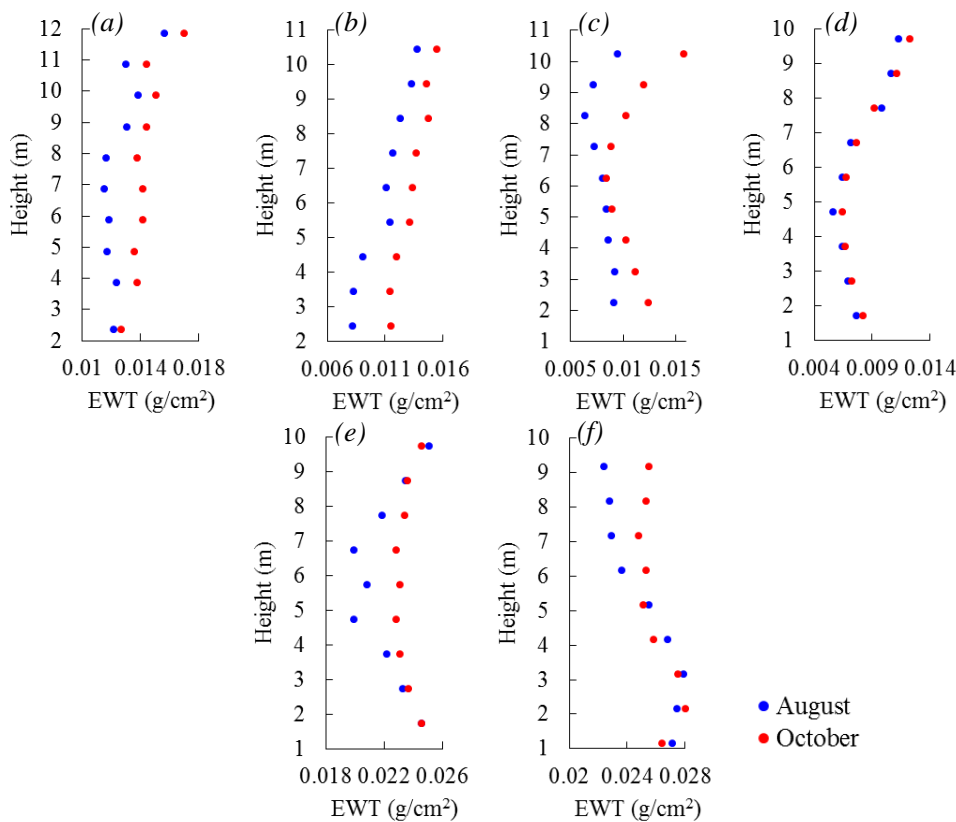 (a)
12
11
10
9
8
7
6
5
4
3
2
Height (m)
0.01 0.014 0.018
EWT (g/cm²)
(b)
11
10
9
8
7
6
5
4
3
2
Height (m)
0.006 0.011 0.016
EWT (g/cm²)
(c)
11
10
9
8
7
6
5
4
3
2
1
Height (m)
0.005 0.01 0.015
EWT (g/cm²)
(d)
10
9
8
7
6
5
4
3
2
1
Height (m)
0.004 0.009 0.014
EWT (g/cm²)
(e)
10
9
8
7
6
5
4
3
2
1
Height (m)
0.018 0.022 0.026
EWT (g/cm²)
(f)
10
9
8
7
6
5
4
3
2
1
Height (m)
0.02 0.024 0.028
EWT (g/cm²)
August
October